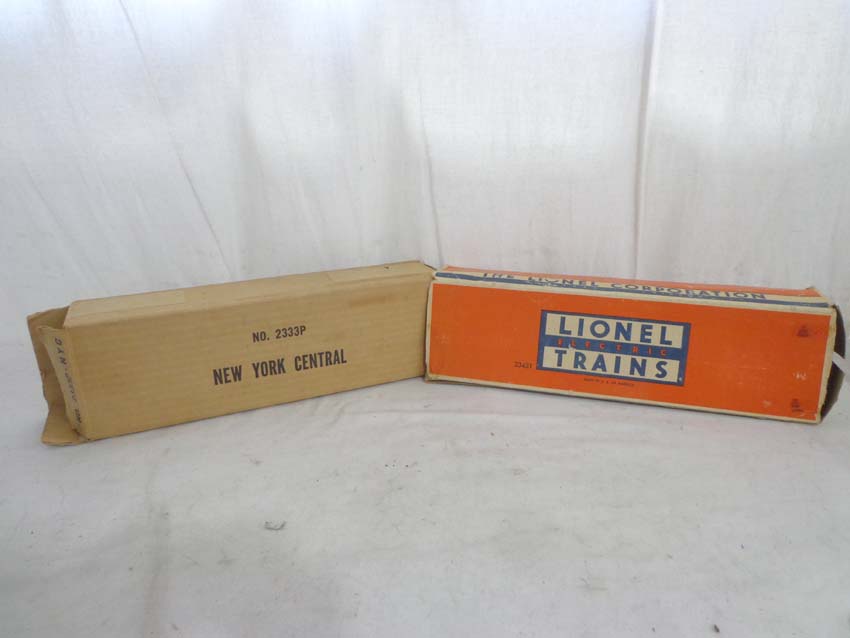 NO. 2333P
NEW YORK CENTRAL
THE LIONEL CORPORATION
LIONEL
ELECTRIC
TRAINS